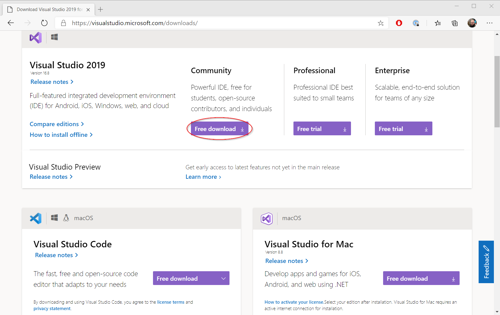 Download Visual Studio 2019 fo
https://visualstudio.microsoft.com/downloads/
Visual Studio 2019
Release notes >
Full-featured integrated development environment
(IDE) for Android, iOS, Windows, web, and cloud
Compare editions >
How to install offline >
Community
Powerful IDE, free for
students, open-source
contributors, and individuals
Free download
Professional
Professional IDE best
suited to small teams
Free trial
Enterprise
Scalable, end-to-end solution
for teams of any size
Free trial
Visual Studio Preview
Release notes >
Get early access to latest features not yet in the main release
Learn more >
macOS
Visual Studio Code
Release notes >
The fast, free and open-source code
editor that adapts to your needs
Free download
By downloading and using Visual Studio Code, you agree to the license terms and
privacy statement.
macOS
Visual Studio for Mac
Release notes >
Develop apps and games for iOS,
Android, and web using .NET
Free download
How to activate your license Select your edition after installation. Visual Studio for Mac requires an
active internet connection for installation.
Feedback